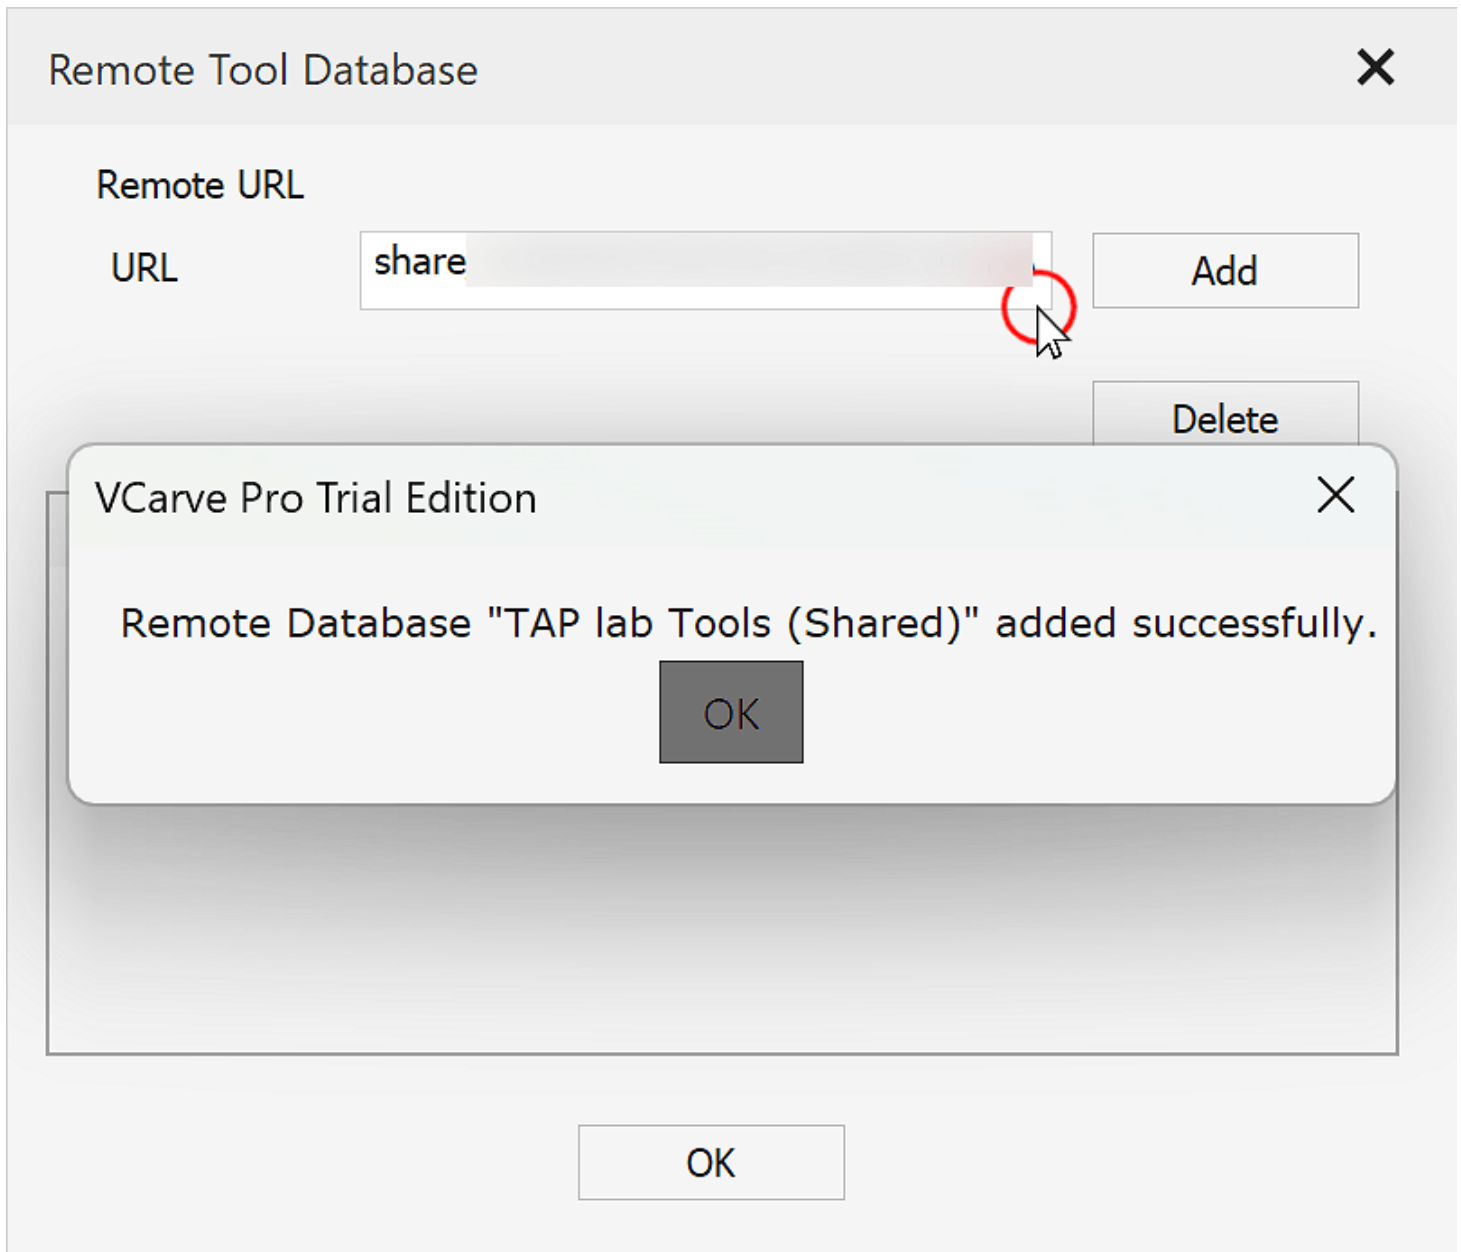 Remote Tool Database
Remote URL
URL
share
Add
Delete
VCarve Pro Trial Edition
Remote Database "TAP lab Tools (Shared)" added successfully.
OK
OK